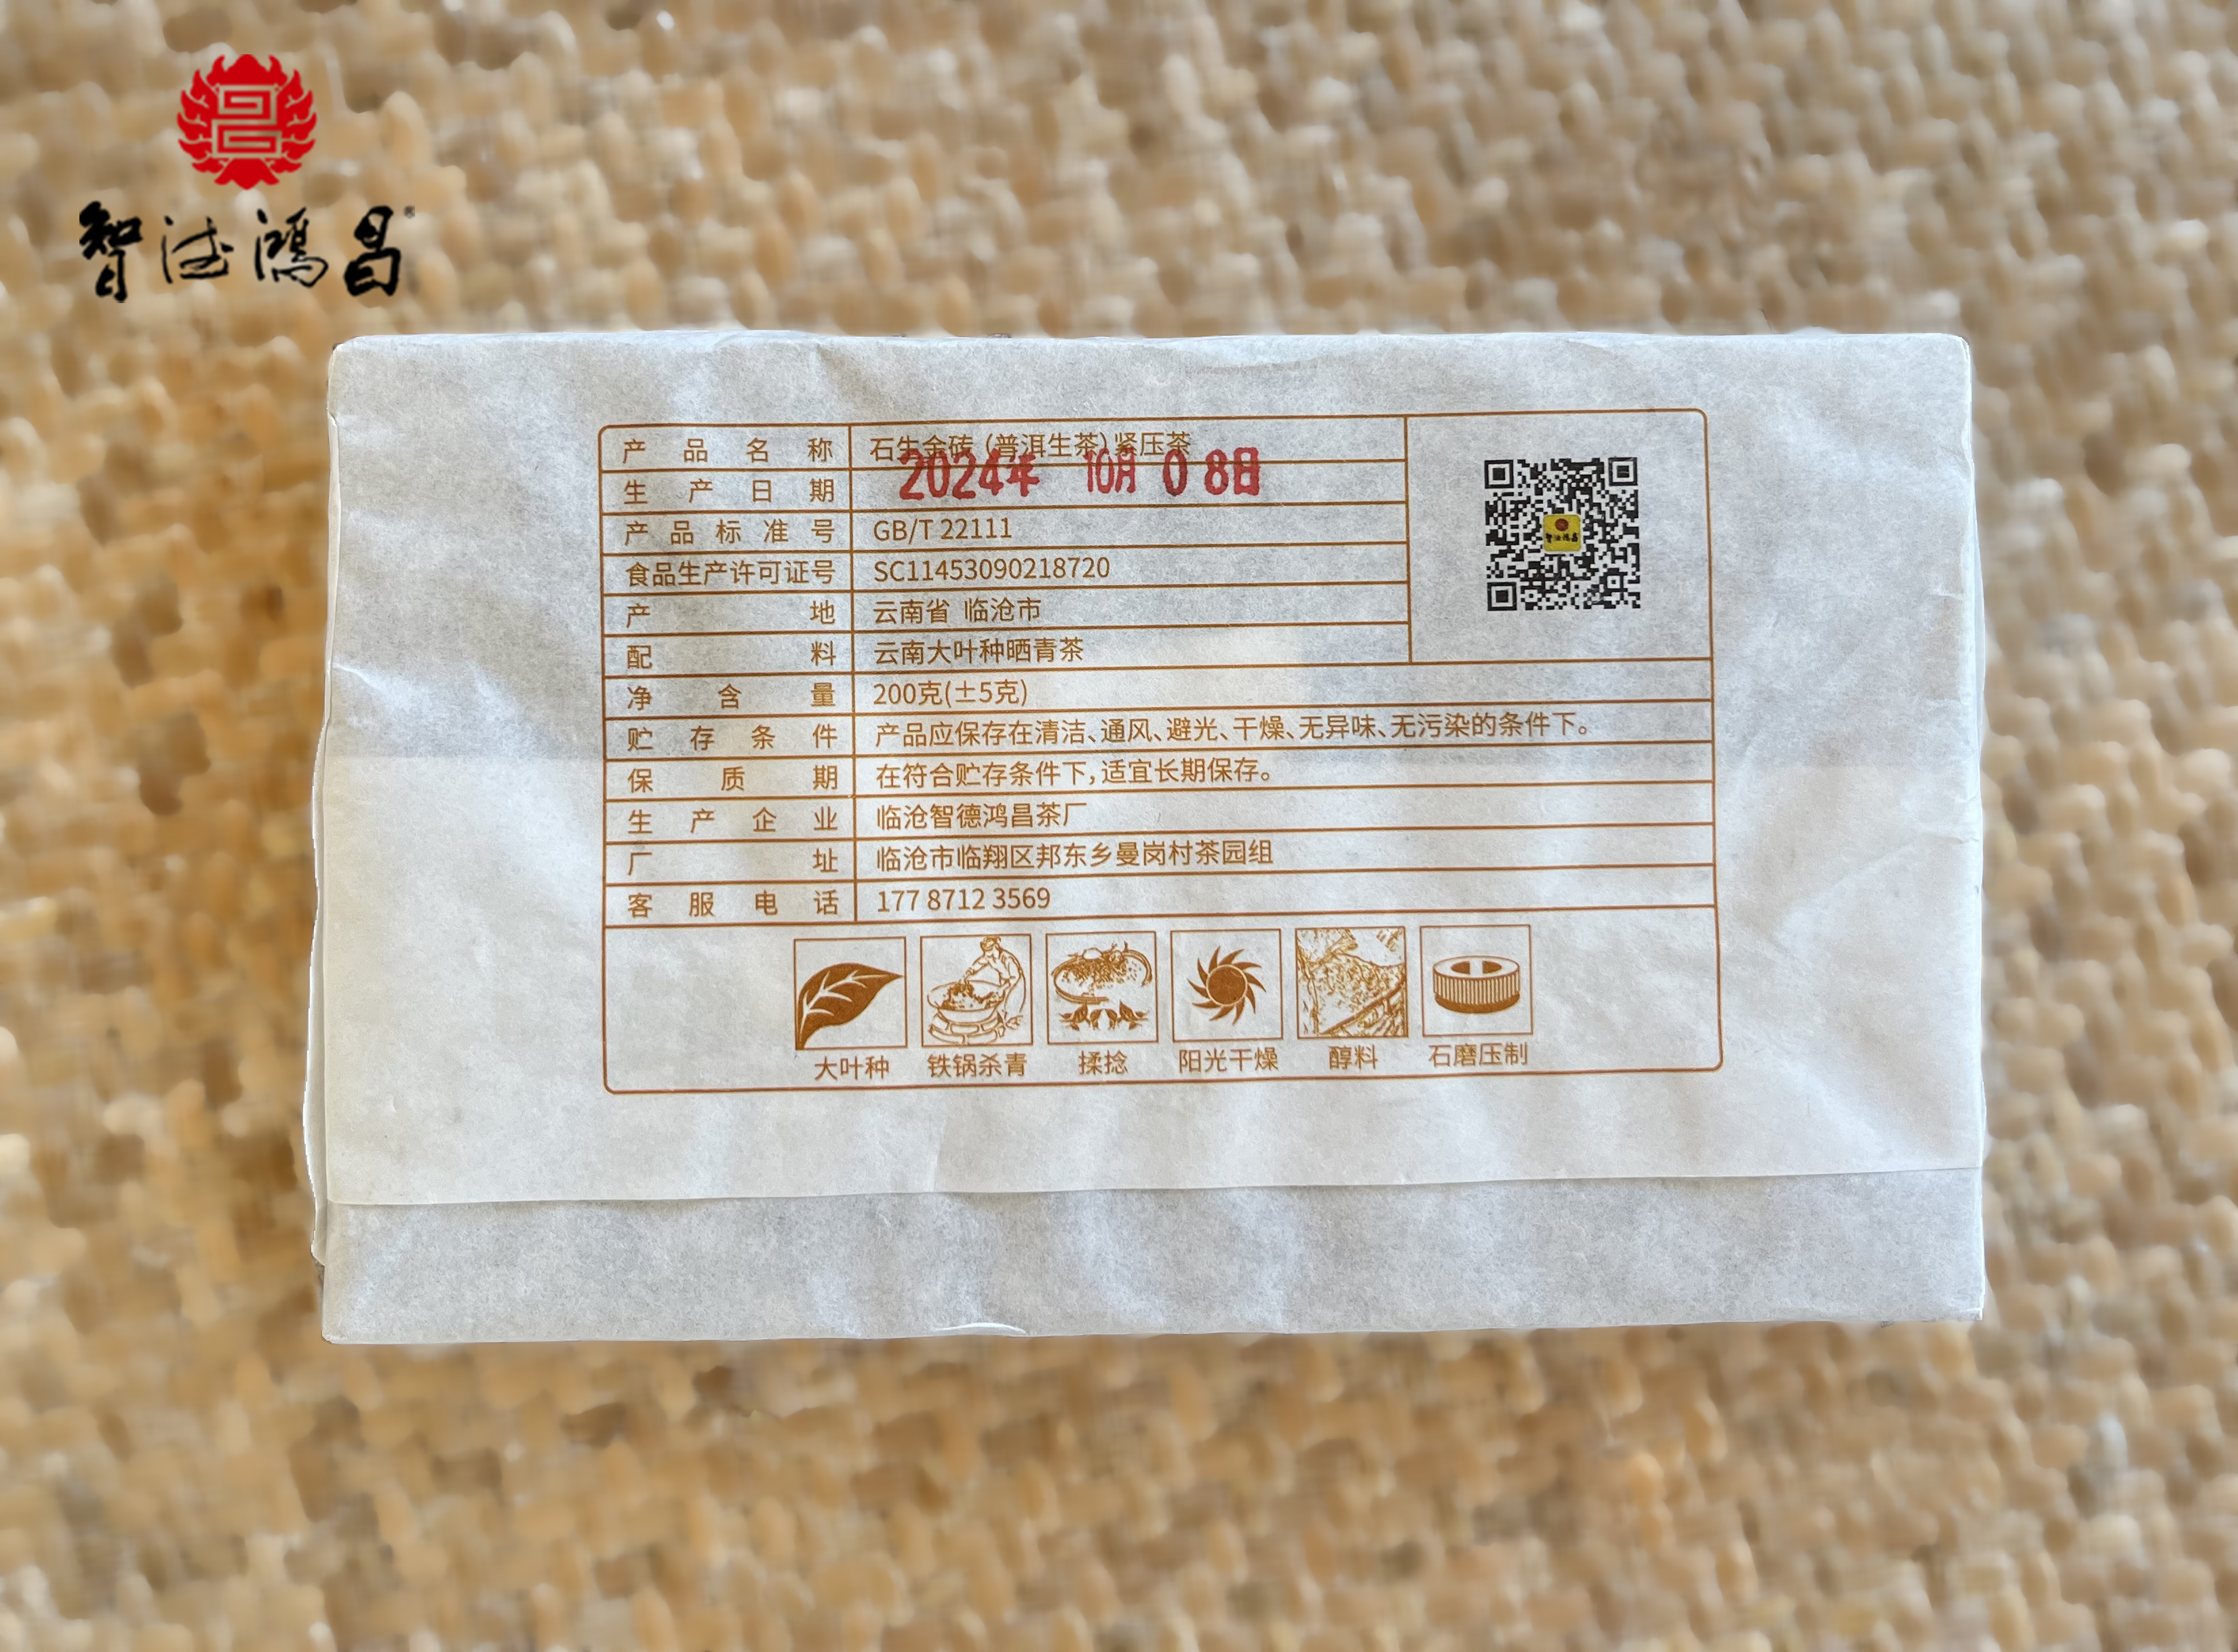 智德鸿昌
产品名称 石生金砖（普洱生茶）紧压茶
生产日期 2024年 10月 08日
产品标准号 GB/T 22111
食品生产许可证号 SC11453090218720
产地 云南省 临沧市
配料 云南大叶种晒青茶
净含量 200克(±5克)
贮存条件 产品应保存在清洁、通风、避光、干燥、无异味、无污染的条件下。
保质期 在符合贮存条件下，适宜长期保存。
生产企业 临沧智德鸿昌茶厂
厂址 临沧市临翔区邦东乡曼岗村茶园组
客服电话 177 8712 3569
大叶种 铁锅杀青 揉捻 阳光干燥 醇料 石磨压制